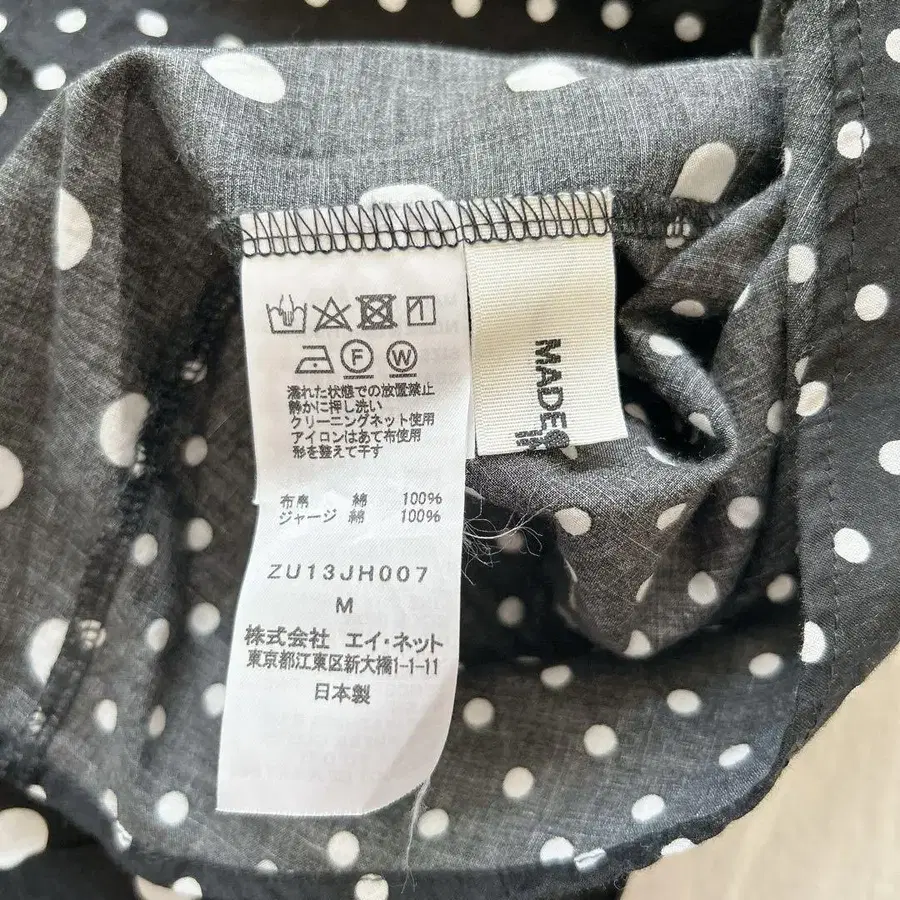 濡れた状態での放置禁止
静かに押し洗い
クリーニングネット使用
アイロンはあて布使用
形を整えて干す
布帛 綿 100%
ジャージ 綿 100%
ZU13JH007
M
株式会社 エイ・ネット
東京都江東区新大橋1-1-11
日本製
F
W
MADE